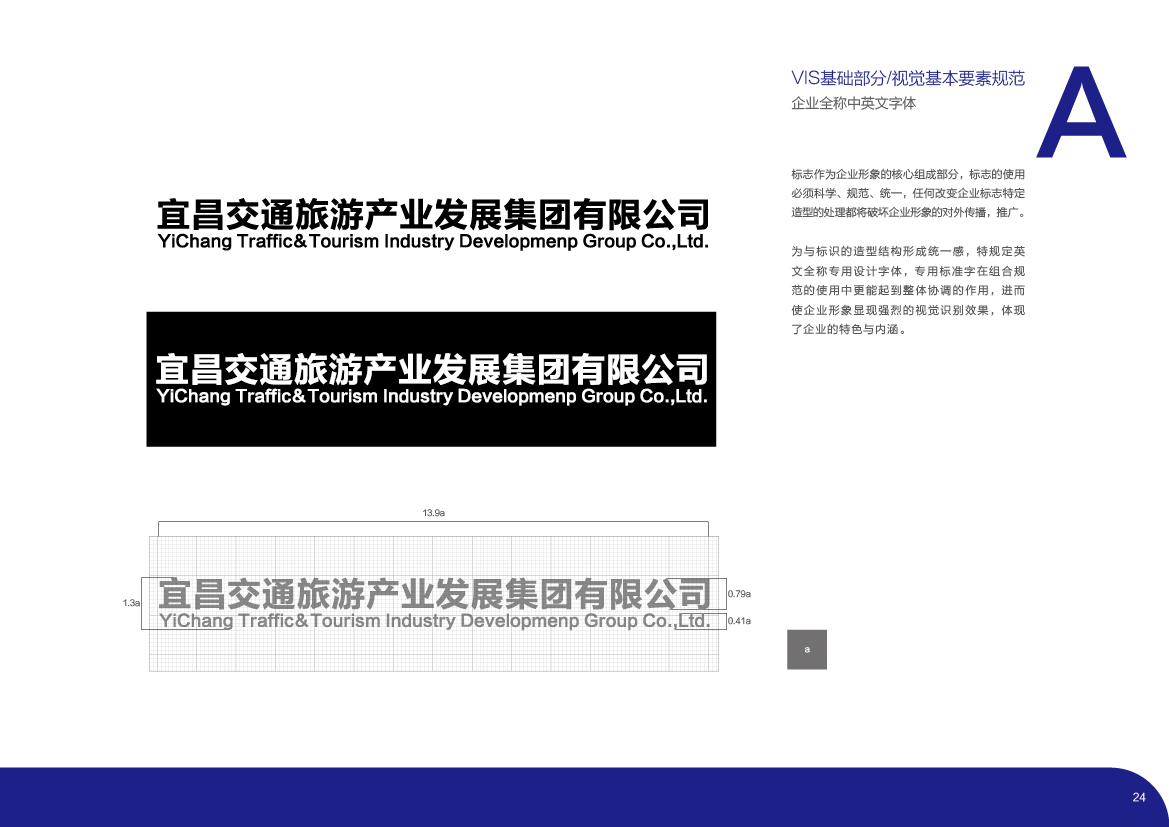 VIS基础部分/视觉基本要素规范
企业全称中英文字体
A
标志作为企业形象的核心组成部分，标志的使用
必须科学、规范、统一，任何改变企业标志特定
造型的处理都将破坏企业形象的对外传播，推广。
为与标识的造型结构形成统一感，特规定英
文全称专用设计字体，专用标准字在组合规
范的使用中更能起到整体协调的作用，进而
使企业形象显现强烈的视觉识别效果，体现
了企业的特色与内涵。
宜昌交通旅游产业发展集团有限公司
YiChang Traffic&Tourism Industry Developmenp Group Co.,Ltd.
宜昌交通旅游产业发展集团有限公司
YiChang Traffic&Tourism Industry Developmenp Group Co.,Ltd.
13.9a
宜昌交通旅游产业发展集团有限公司
YiChang Traffic&Tourism Industry Developmenp Group Co.,Ltd.
1.3a
0.79a
0.41a
a
24